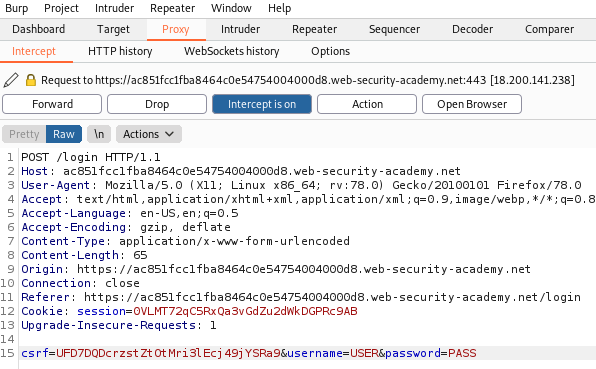 Burp Project Intruder Repeater Window Help
Dashboard Target Proxy Intruder Repeater Sequencer Decoder Comparer
Intercept HTTP history WebSockets history Options
Request to https://ac851fcc1fba8464c0e54754004000d8.web-security-academy.net:443 [18.200.141.238]
Forward Drop Intercept is on Action Open Browser
Pretty Raw \n Actions
1 POST /login HTTP/1.1
2 Host: ac851fcc1fba8464c0e54754004000d8.web-security-academy.net
3 User-Agent: Mozilla/5.0 (X11; Linux x86_64; rv:78.0) Gecko/20100101 Firefox/78.0
4 Accept: text/html,application/xhtml+xml,application/xml;q=0.9,image/webp,*/*;q=0.8
5 Accept-Language: en-US,en;q=0.5
6 Accept-Encoding: gzip, deflate
7 Content-Type: application/x-www-form-urlencoded
8 Content-Length: 65
9 Origin: https://ac851fcc1fba8464c0e54754004000d8.web-security-academy.net
10 Connection: close
11 Referer: https://ac851fcc1fba8464c0e54754004000d8.web-security-academy.net/login
12 Cookie: session=0VLMT72qC5RxQa3vGdZu2dWkDGPRc9AB
13 Upgrade-Insecure-Requests: 1
14
15 csrf=UFD7DQDcrzstZtOtMri3lEcj49jYSRa9&username=USER&password=PASS